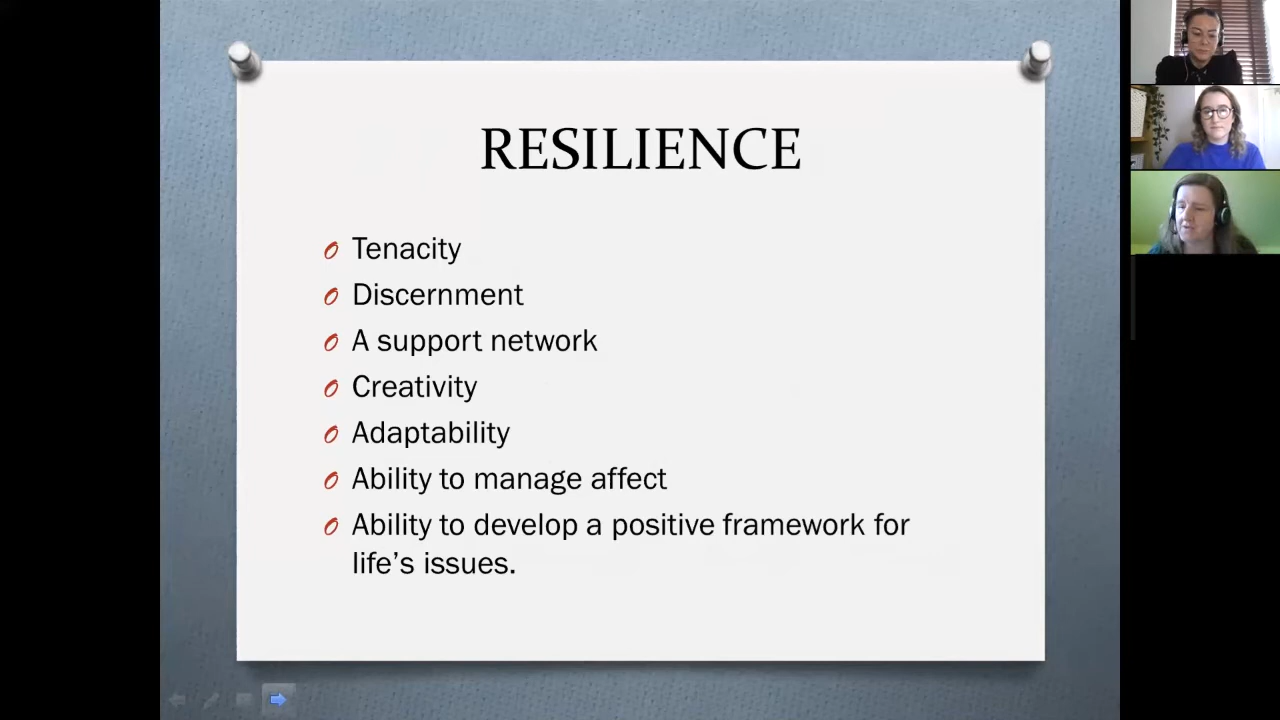 RESILIENCE
Tenacity
Discernment
A support network
Creativity
Adaptability
Ability to manage affect
Ability to develop a positive framework for
life's issues.